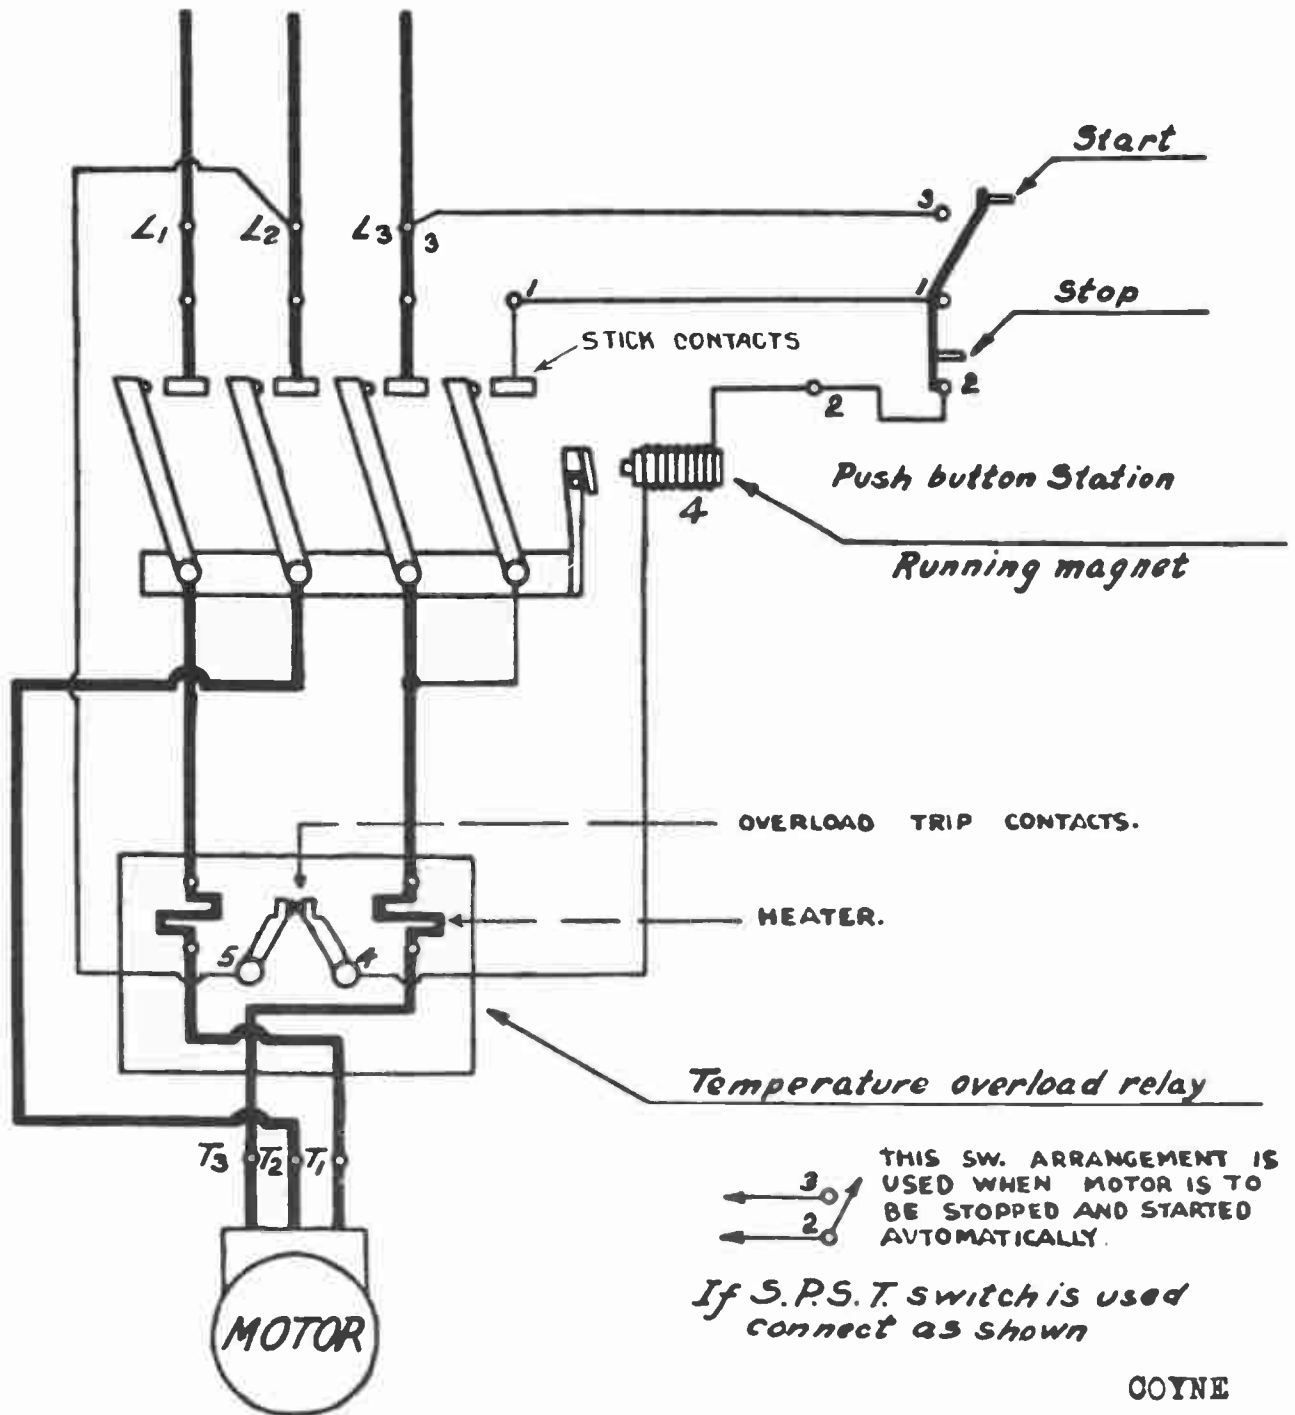 Start
3
L1 L2 L3 3
1 1
Stop
STICK CONTACTS
2 2
Push button Station
4
Running magnet
OVERLOAD TRIP CONTACTS.
HEATER.
5 4
Temperature overload relay
T3 T2 T1
THIS SW. ARRANGEMENT IS
3 USED WHEN MOTOR IS TO
2 BE STOPPED AND STARTED
AUTOMATICALLY.
If S.P.S.T. switch is used
connect as shown
MOTOR
COYNE